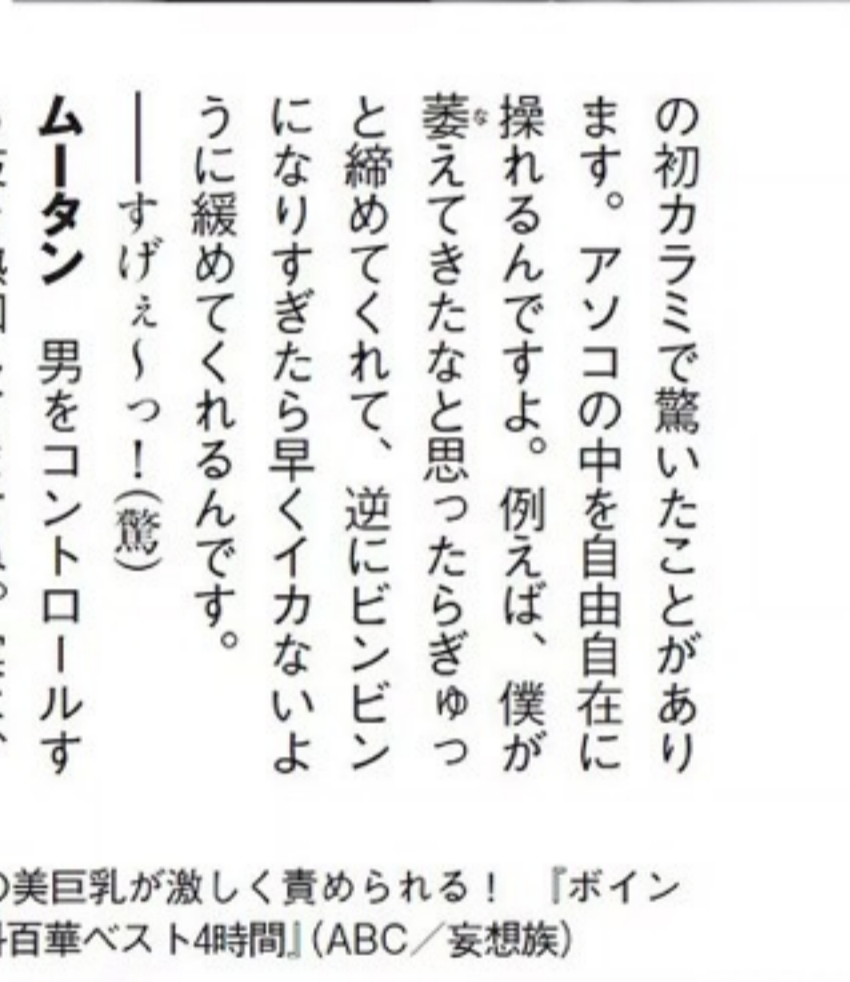 の初カラミで驚いたことがあり
ます。アソコの中を自由自在に
操れるんですよ。例えば、僕が
萎えてきたなと思ったらぎゅっ
な
と締めてくれて、逆にビンビン
になりすぎたら早くイカないよ
うに緩めてくれるんです。
──すげぇ～っ！（驚）
ムータン　男をコントロールす
の美巨乳が激しく責められる！　『ボイン
百華ベスト4時間』（ABC／妄想族）